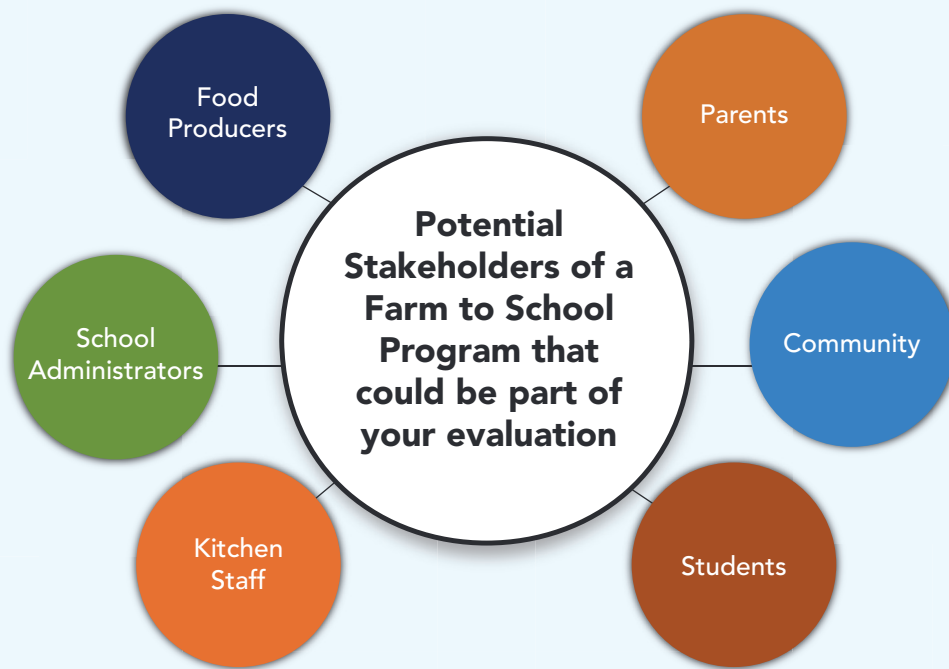 Food
Producers
Parents
Potential
Stakeholders of a
Farm to School
Program that
could be part of
your evaluation
School
Administrators
Community
Kitchen
Staff
Students